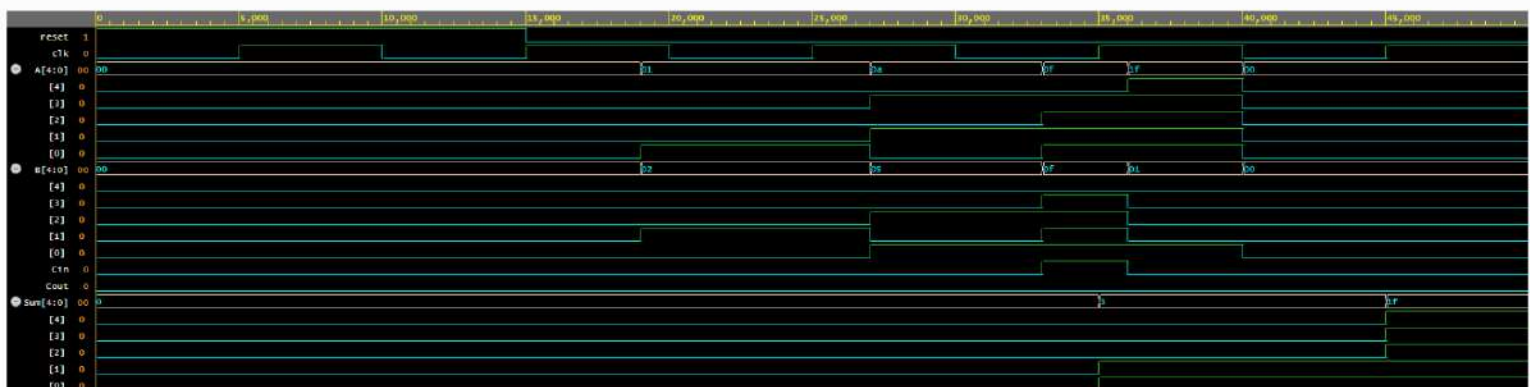 0 5,000 10,000 15,000 20,000 25,000 30,000 35,000 40,000 45,000
reset 1
clk 0
A[4:0] 00 00 01 0a 0f 1f 00
[4] 0
[3] 0
[2] 0
[1] 0
[0] 0
B[4:0] 00 00 02 05 0f 01 00
[4] 0
[3] 0
[2] 0
[1] 0
[0] 0
Cin 0
Cout 0
Sum[4:0] 00 0 3 1f
[4] 0
[3] 0
[2] 0
[1] 0
[0] 0